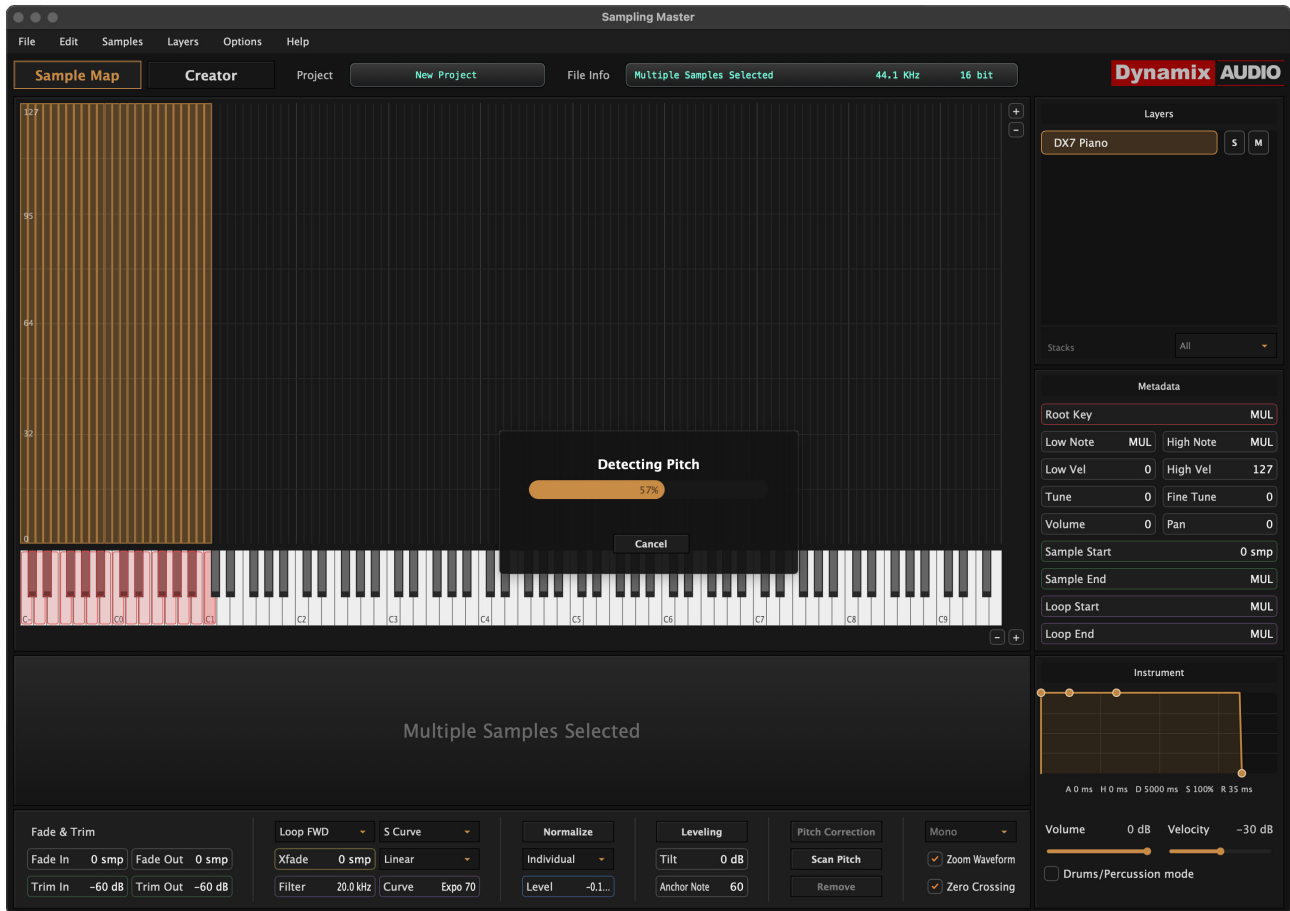 Sampling Master
File Edit Samples Layers Options Help
Sample Map Creator Project New Project File Info Multiple Samples Selected 44.1 KHz 16 bit Dynamix AUDIO
127
+
-
95
64
32
0
C0 C1 C2 C3 C4 C5 C6 C7 C8 C9
- +
Detecting Pitch
57%
Cancel
Layers
DX7 Piano S M
Stacks All
Metadata
Root Key MUL
Low Note MUL High Note MUL
Low Vel 0 High Vel 127
Tune 0 Fine Tune 0
Volume 0 Pan 0
Sample Start 0 smp
Sample End MUL
Loop Start MUL
Loop End MUL
Multiple Samples Selected
Instrument
A 0 ms H 0 ms D 5000 ms S 100% R 35 ms
Volume 0 dB Velocity -30 dB
Drums/Percussion mode
Fade & Trim
Fade In 0 smp Fade Out 0 smp
Trim In -60 dB Trim Out -60 dB
Loop FWD S Curve
Xfade 0 smp Linear
Filter 20.0 kHz Curve Expo 70
Normalize
Individual
Level -0.1...
Leveling
Tilt 0 dB
Anchor Note 60
Pitch Correction
Scan Pitch
Remove
Mono
Zoom Waveform
Zero Crossing